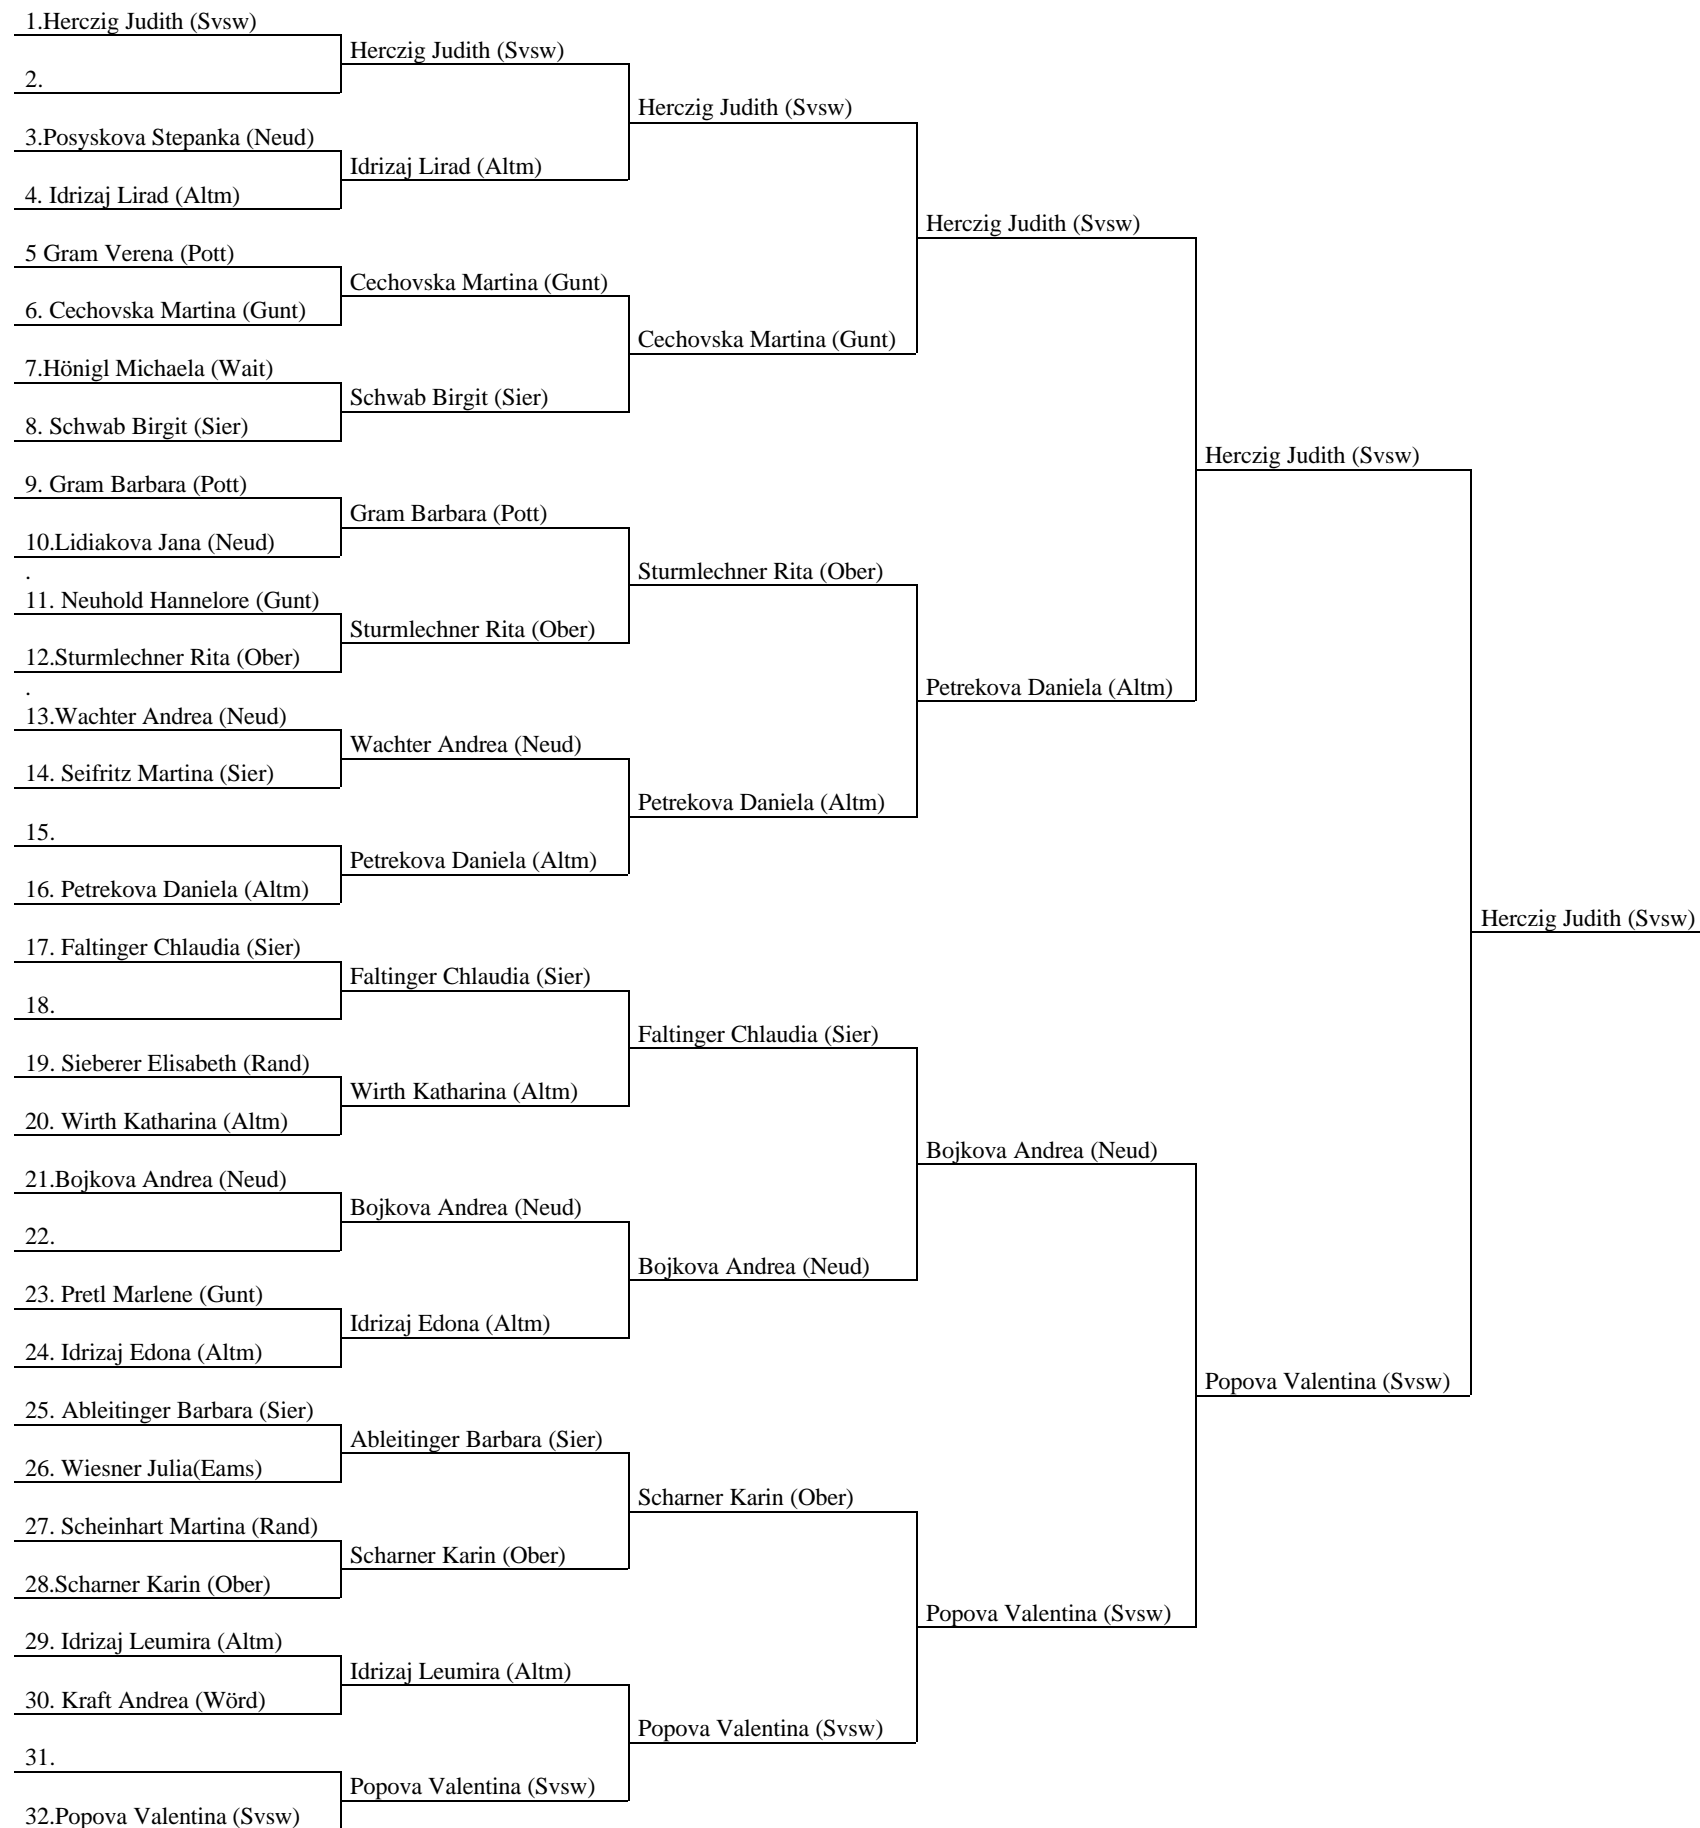 1.Herczig Judith (Svsw)
Herczig Judith (Svsw)
2.
Herczig Judith (Svsw)
3.Posyskova Stepanka (Neud)
Idrizaj Lirad (Altm)
4. Idrizaj Lirad (Altm)
Herczig Judith (Svsw)
5 Gram Verena (Pott)
Cechovska Martina (Gunt)
6. Cechovska Martina (Gunt)
Cechovska Martina (Gunt)
7.Hönigl Michaela (Wait)
Schwab Birgit (Sier)
8. Schwab Birgit (Sier)
Herczig Judith (Svsw)
9. Gram Barbara (Pott)
Gram Barbara (Pott)
10.Lidiakova Jana (Neud)
.
Sturmlechner Rita (Ober)
11. Neuhold Hannelore (Gunt)
Sturmlechner Rita (Ober)
12.Sturmlechner Rita (Ober)
.
Petrekova Daniela (Altm)
13.Wachter Andrea (Neud)
Wachter Andrea (Neud)
14. Seifritz Martina (Sier)
Petrekova Daniela (Altm)
15.
Petrekova Daniela (Altm)
16. Petrekova Daniela (Altm)
Herczig Judith (Svsw)
17. Faltinger Chlaudia (Sier)
Faltinger Chlaudia (Sier)
18.
Faltinger Chlaudia (Sier)
19. Sieberer Elisabeth (Rand)
Wirth Katharina (Altm)
20. Wirth Katharina (Altm)
Bojkova Andrea (Neud)
21.Bojkova Andrea (Neud)
Bojkova Andrea (Neud)
22.
Bojkova Andrea (Neud)
23. Pretl Marlene (Gunt)
Idrizaj Edona (Altm)
24. Idrizaj Edona (Altm)
Popova Valentina (Svsw)
25. Ableitinger Barbara (Sier)
Ableitinger Barbara (Sier)
26. Wiesner Julia(Eams)
Scharner Karin (Ober)
27. Scheinhart Martina (Rand)
Scharner Karin (Ober)
28.Scharner Karin (Ober)
Popova Valentina (Svsw)
29. Idrizaj Leumira (Altm)
Idrizaj Leumira (Altm)
30. Kraft Andrea (Wörd)
Popova Valentina (Svsw)
31.
Popova Valentina (Svsw)
32.Popova Valentina (Svsw)